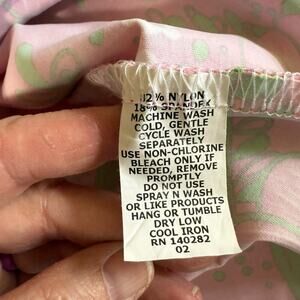 82% NYLON
18% SPANDEX
MACHINE WASH
COLD, GENTLE
CYCLE WASH
SEPARATELY
USE NON-CHLORINE
BLEACH ONLY IF
NEEDED, REMOVE
PROMPTLY
DO NOT USE
SPRAY N WASH
OR LIKE PRODUCTS
HANG OR TUMBLE
DRY LOW
COOL IRON
RN 140282
02